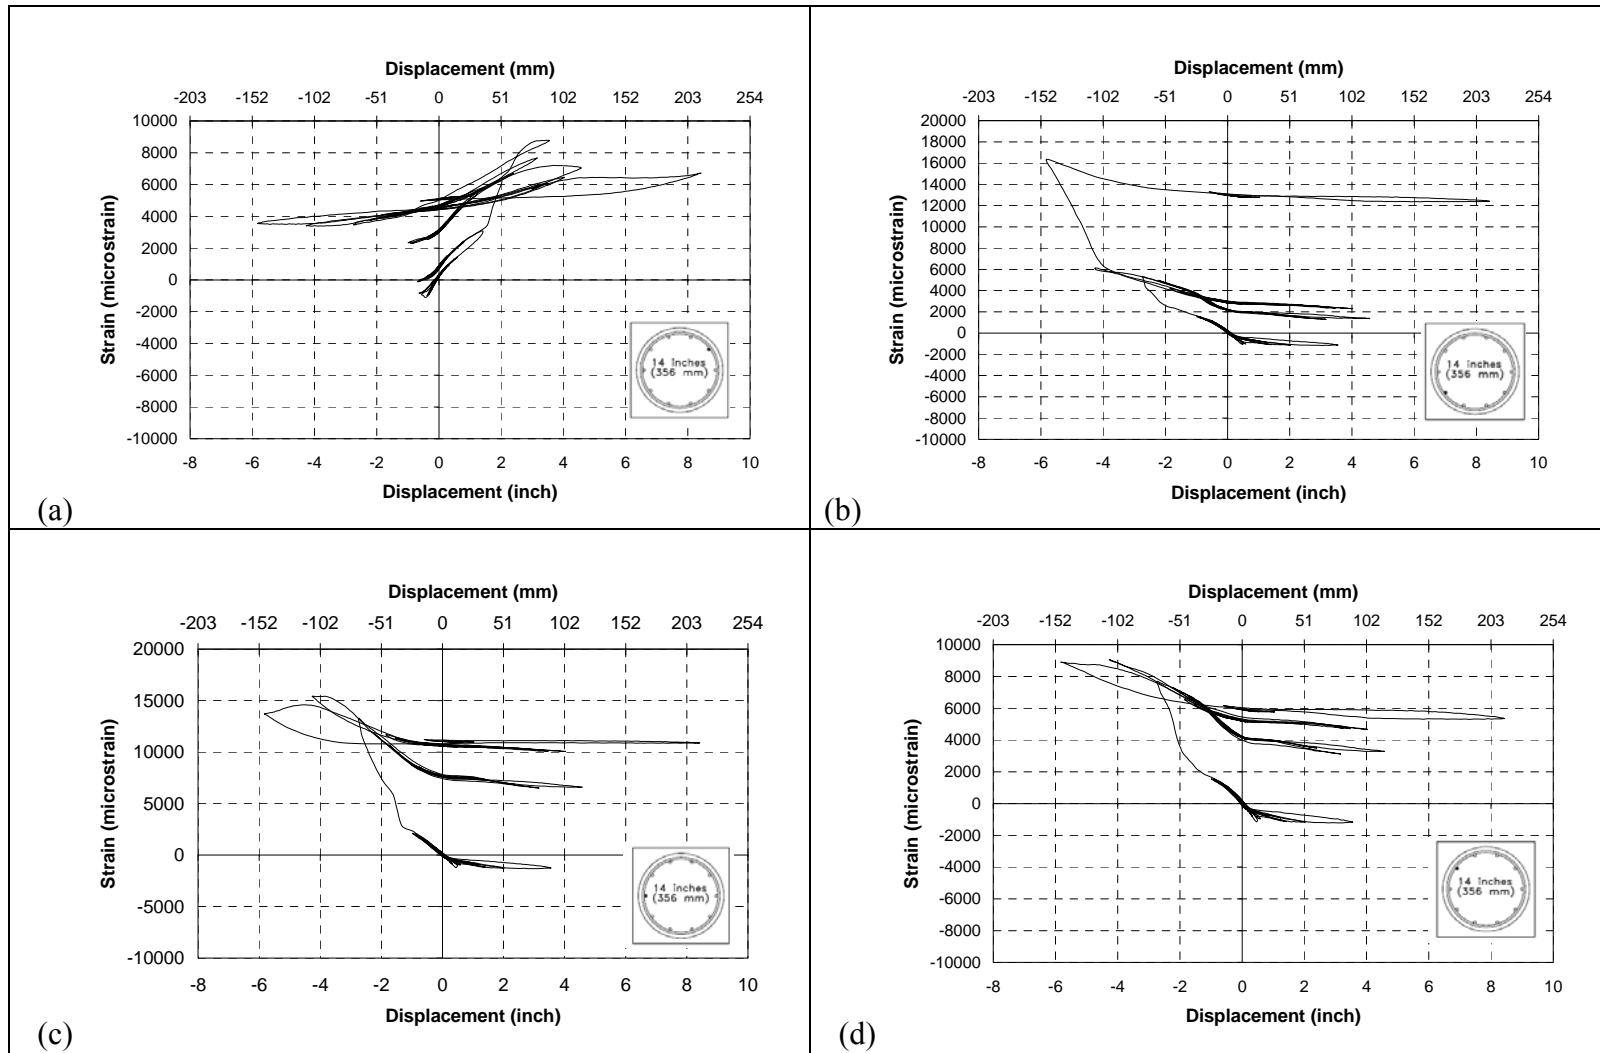 Displacement (mm)
-203 -152 -102 -51 0 51 102 152 203 254
10000
8000
6000
4000
2000
0
-2000
-4000
-6000
-8000
-10000
Strain (microstrain)
14 inches
(356 mm)
-8 -6 -4 -2 0 2 4 6 8 10
Displacement (inch)
(a)
Displacement (mm)
-203 -152 -102 -51 0 51 102 152 203 254
20000
18000
16000
14000
12000
10000
8000
6000
4000
2000
0
-2000
-4000
-6000
-8000
-10000
Strain (microstrain)
14 inches
(356 mm)
-8 -6 -4 -2 0 2 4 6 8 10
Displacement (inch)
(b)
Displacement (mm)
-203 -152 -102 -51 0 51 102 152 203 254
20000
15000
10000
5000
0
-5000
-10000
Strain (microstrain)
14 inches
(356 mm)
-8 -6 -4 -2 0 2 4 6 8 10
Displacement (inch)
(c)
Displacement (mm)
-203 -152 -102 -51 0 51 102 152 203 254
10000
8000
6000
4000
2000
0
-2000
-4000
-6000
-8000
-10000
Strain (microstrain)
14 inches
(356 mm)
-8 -6 -4 -2 0 2 4 6 8 10
Displacement (inch)
(d)